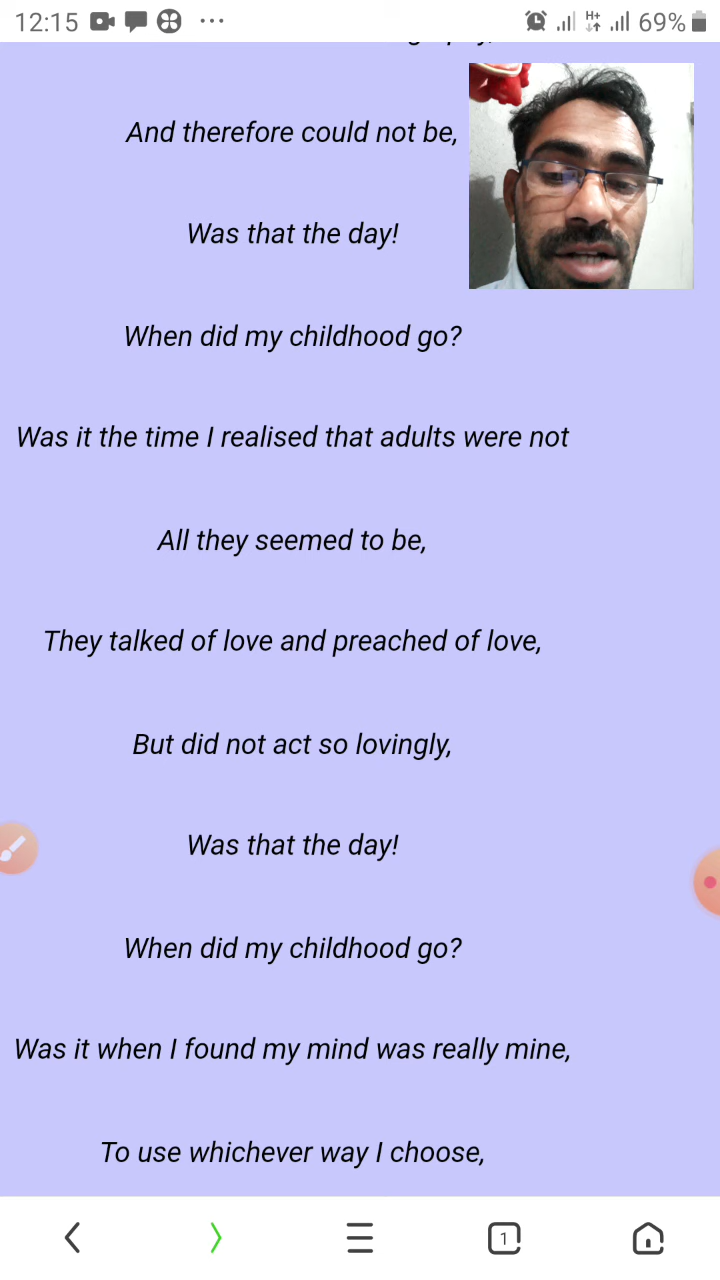 12:15
H+
69%
And therefore could not be,
Was that the day!
When did my childhood go?
Was it the time I realised that adults were not
All they seemed to be,
They talked of love and preached of love,
But did not act so lovingly,
Was that the day!
When did my childhood go?
Was it when I found my mind was really mine,
To use whichever way I choose,
1